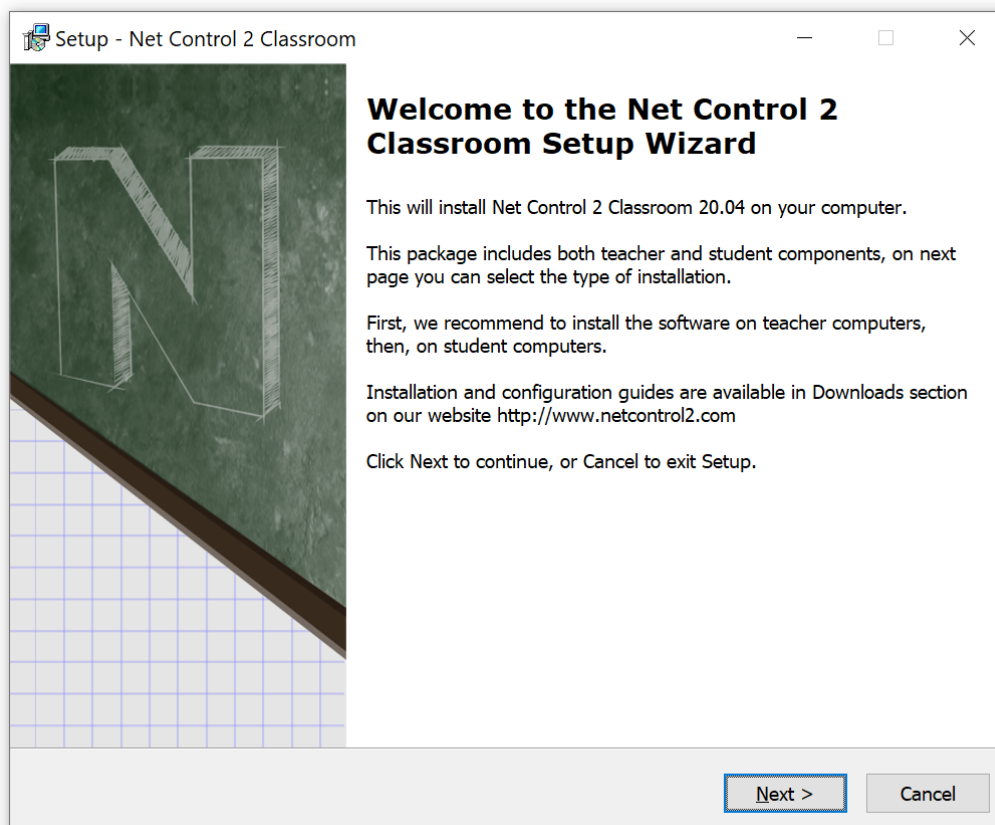 Setup - Net Control 2 Classroom
N
Welcome to the Net Control 2
Classroom Setup Wizard
This will install Net Control 2 Classroom 20.04 on your computer.
This package includes both teacher and student components, on next
page you can select the type of installation.
First, we recommend to install the software on teacher computers,
then, on student computers.
Installation and configuration guides are available in Downloads section
on our website http://www.netcontrol2.com
Click Next to continue, or Cancel to exit Setup.
Next >
Cancel